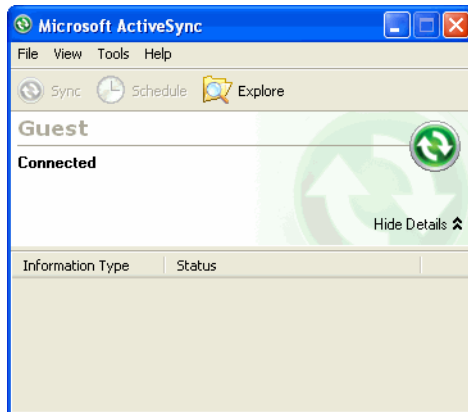 Microsoft ActiveSync
File View Tools Help
Sync Schedule Explore
Guest
Connected
Hide Details
Information Type Status